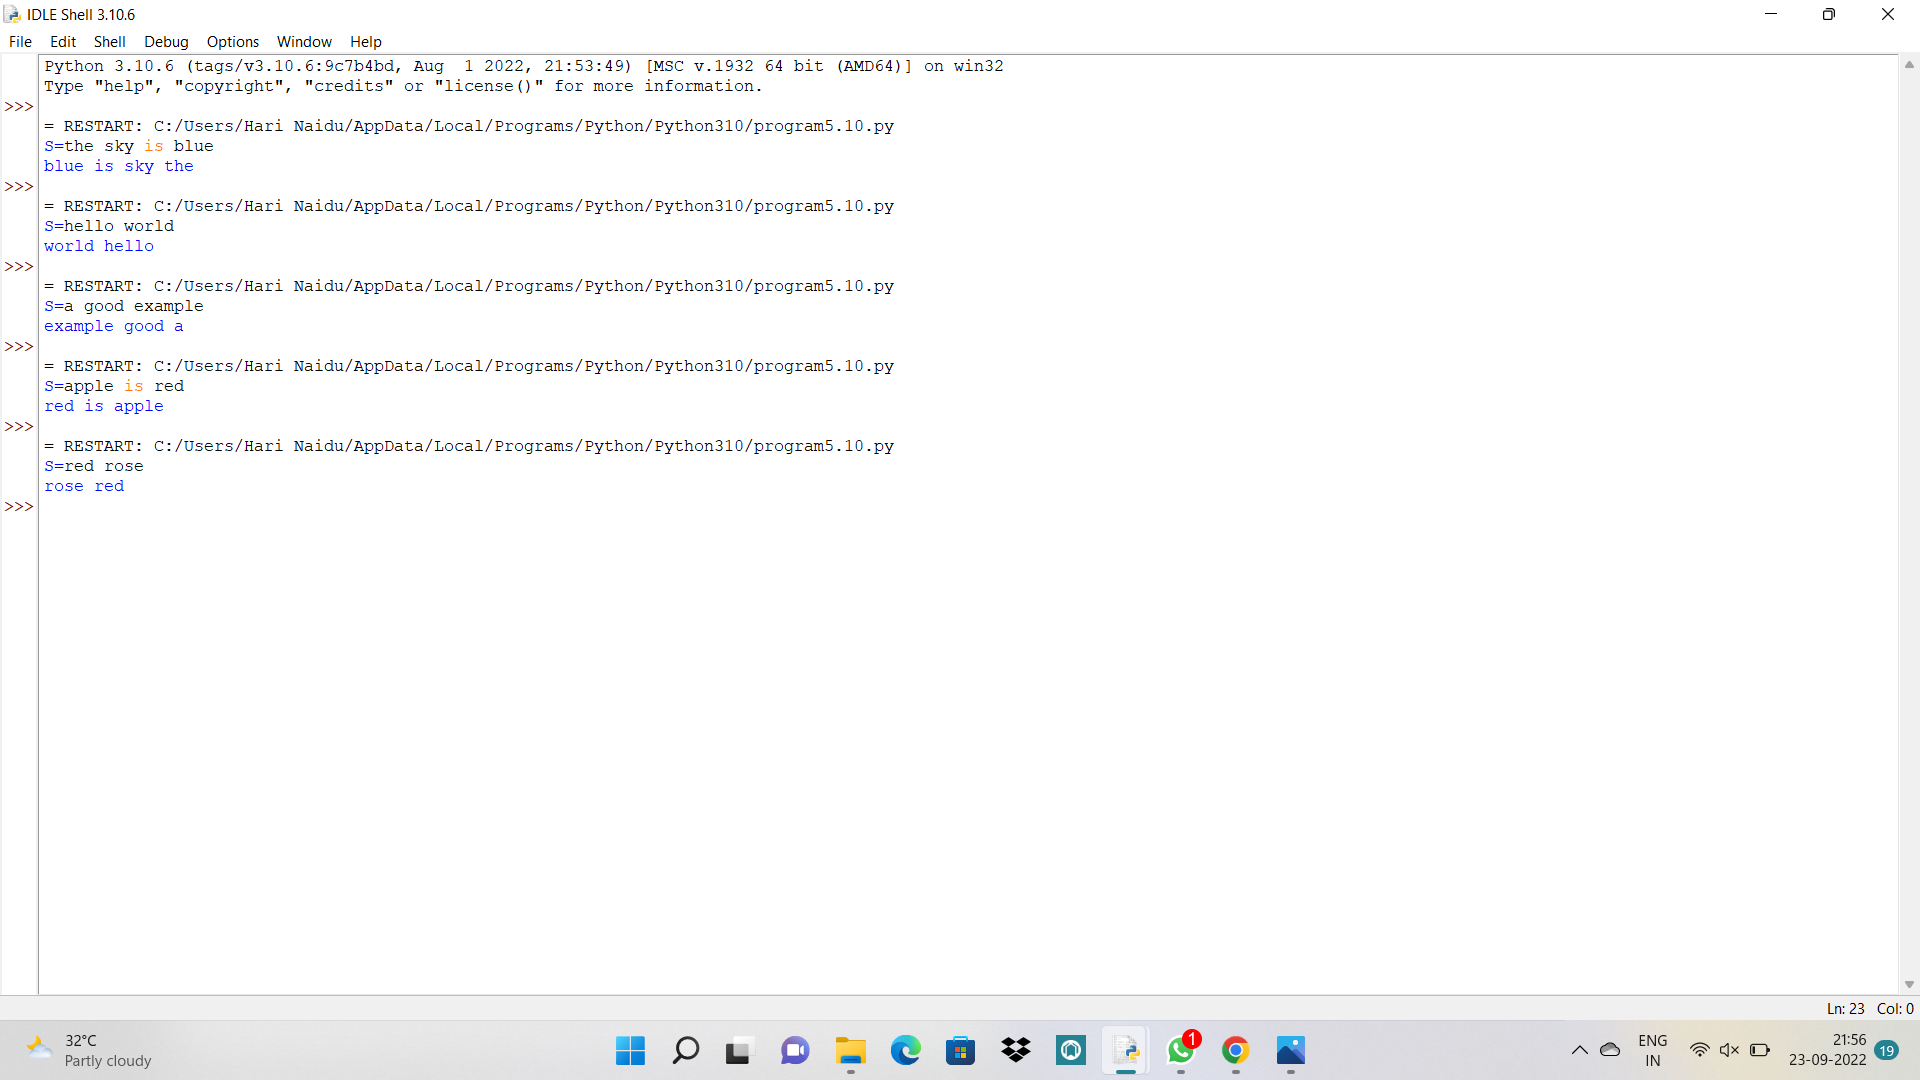 IDLE Shell 3.10.6
File Edit Shell Debug Options Window Help
Python 3.10.6 (tags/v3.10.6:9c7b4bd, Aug  1 2022, 21:53:49) [MSC v.1932 64 bit (AMD64)] on win32
Type "help", "copyright", "credits" or "license()" for more information.
>>>
= RESTART: C:/Users/Hari Naidu/AppData/Local/Programs/Python/Python310/program5.10.py
S=the sky is blue
blue is sky the
>>>
= RESTART: C:/Users/Hari Naidu/AppData/Local/Programs/Python/Python310/program5.10.py
S=hello world
world hello
>>>
= RESTART: C:/Users/Hari Naidu/AppData/Local/Programs/Python/Python310/program5.10.py
S=a good example
example good a
>>>
= RESTART: C:/Users/Hari Naidu/AppData/Local/Programs/Python/Python310/program5.10.py
S=apple is red
red is apple
>>>
= RESTART: C:/Users/Hari Naidu/AppData/Local/Programs/Python/Python310/program5.10.py
S=red rose
rose red
>>>
Ln: 23 Col: 0
32°C
Partly cloudy
1
ENG
IN
21:56
23-09-2022
19